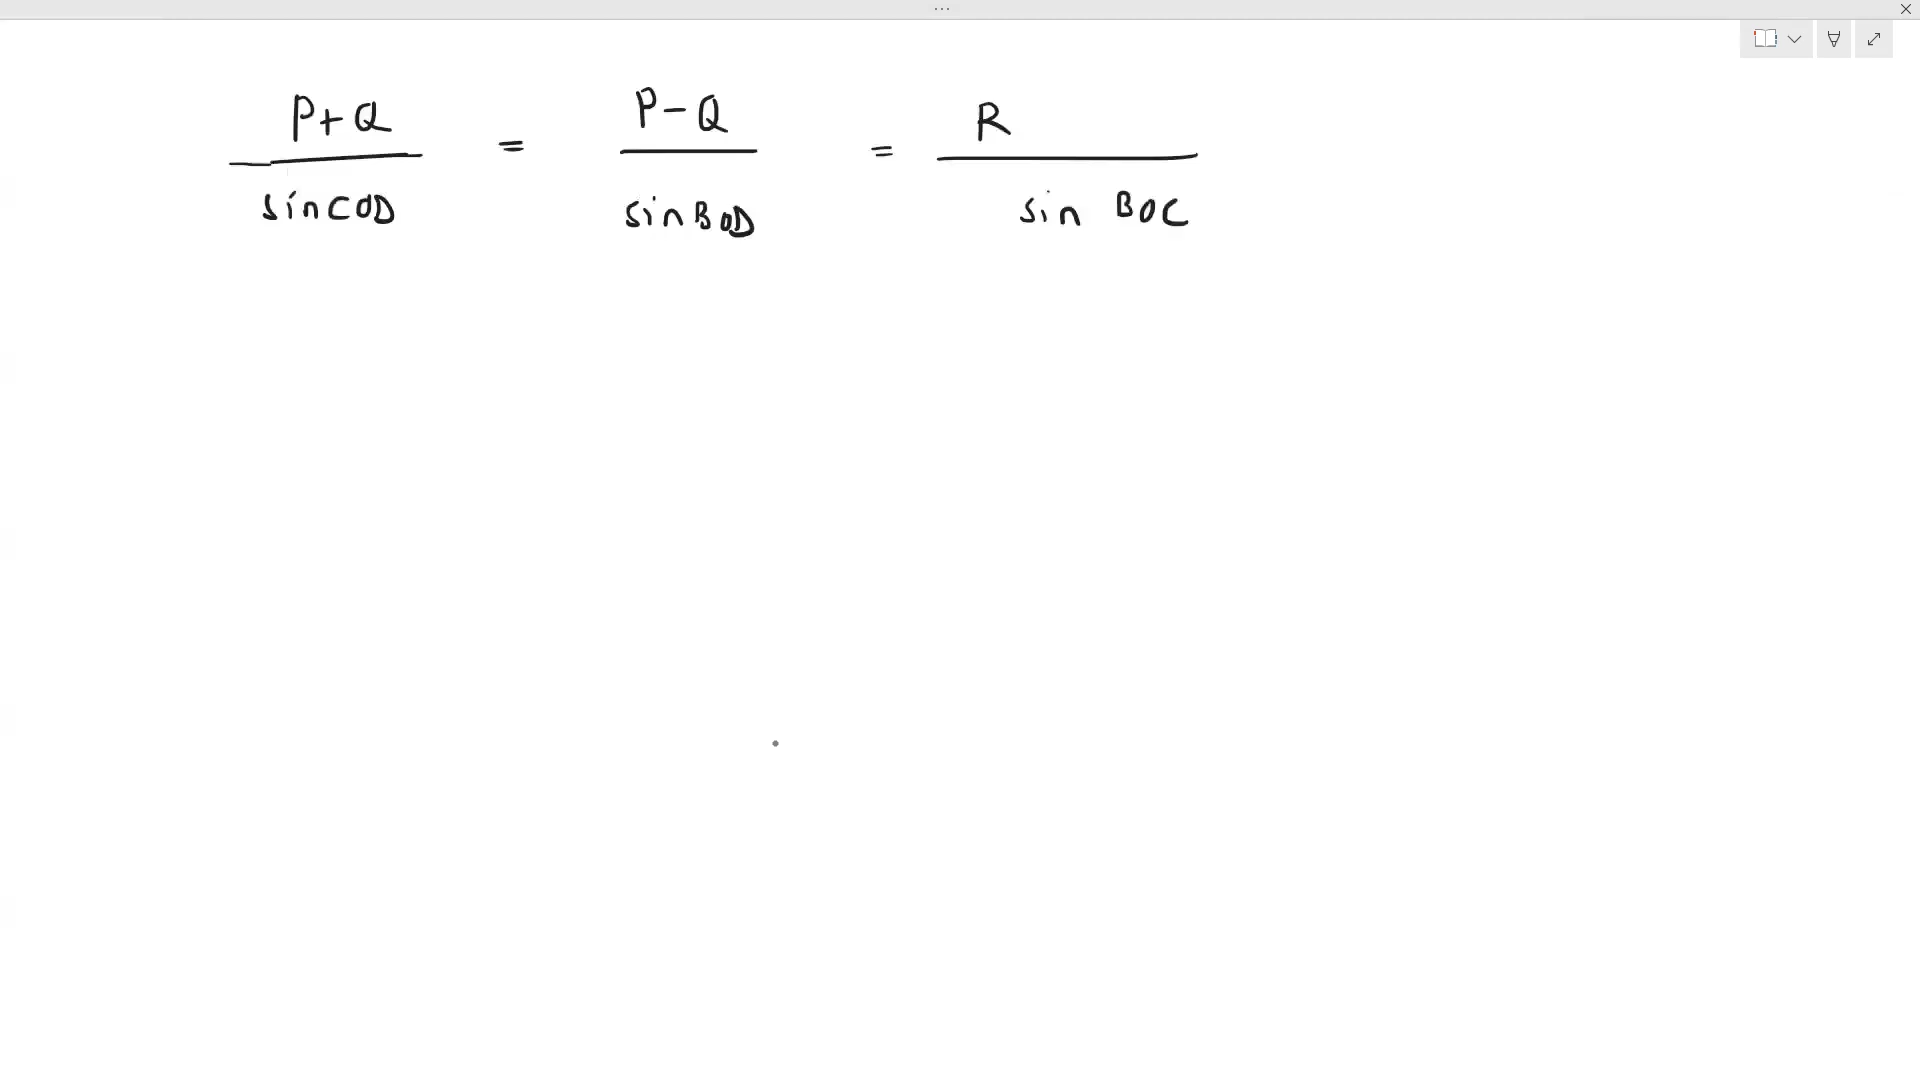 P+Q = P-Q = R
sinCOD sinBOD sin BOC